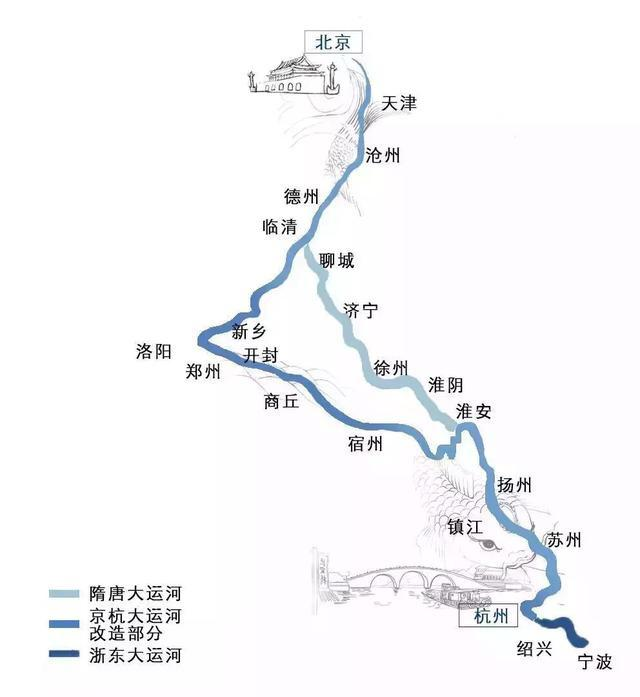 北京
天津
沧州
德州
临清
聊城
济宁
新乡
洛阳
开封
郑州
徐州
淮阴
商丘
淮安
宿州
扬州
镇江
苏州
隋唐大运河
京杭大运河
改造部分
杭州
绍兴
浙东大运河
宁波